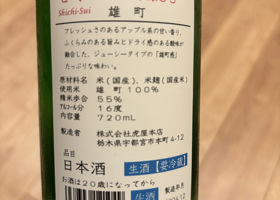 Shichi-Sui
雄町
フレッシュさのあるアップル系の甘い香り、
ふくらみのある旨みとドライ感のある酸が
融合した、ジューシータイプの「雄町感」
たっぷりな味わい。
原材料名 米(国産)、米麹(国産米)
使用米 雄町 100%
精米歩合 55%
アルコール分 16度
内容量 720mL
製造者 株式会社虎屋本店
栃木県宇都宮市本町4-12
品目
日本酒 生酒【要冷蔵】
お酒は20歳になってから
製造年月